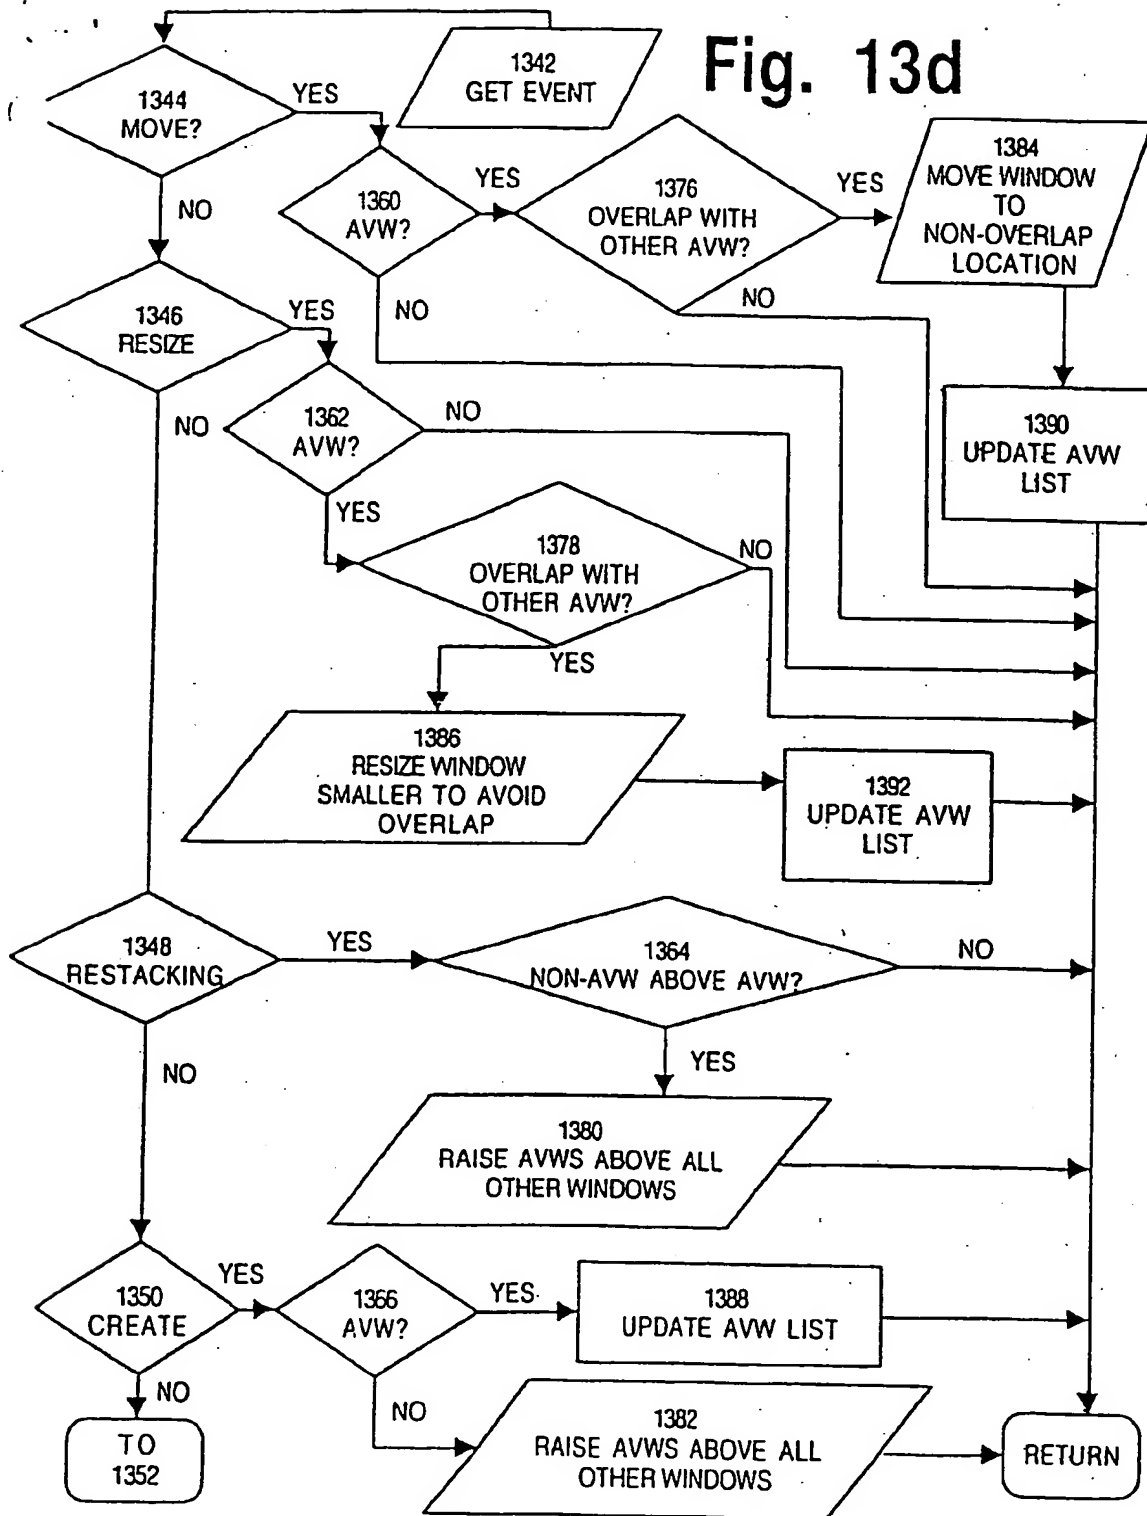 Fig. 13d
1342
GET EVENT
1344
MOVE?
YES
NO
1360
AVW?
YES
NO
1376
OVERLAP WITH
OTHER AVW?
YES
NO
1384
MOVE WINDOW
TO
NON-OVERLAP
LOCATION
1390
UPDATE AVW
LIST
1346
RESIZE
YES
NO
1362
AVW?
NO
YES
1378
OVERLAP WITH
OTHER AVW?
NO
YES
1386
RESIZE WINDOW
SMALLER TO AVOID
OVERLAP
1392
UPDATE AVW
LIST
1348
RESTACKING
YES
NO
1364
NON-AVW ABOVE AVW?
NO
YES
1380
RAISE AVWS ABOVE ALL
OTHER WINDOWS
1350
CREATE
YES
NO
1366
AVW?
YES
NO
1388
UPDATE AVW LIST
1382
RAISE AVWS ABOVE ALL
OTHER WINDOWS
TO
1352
RETURN